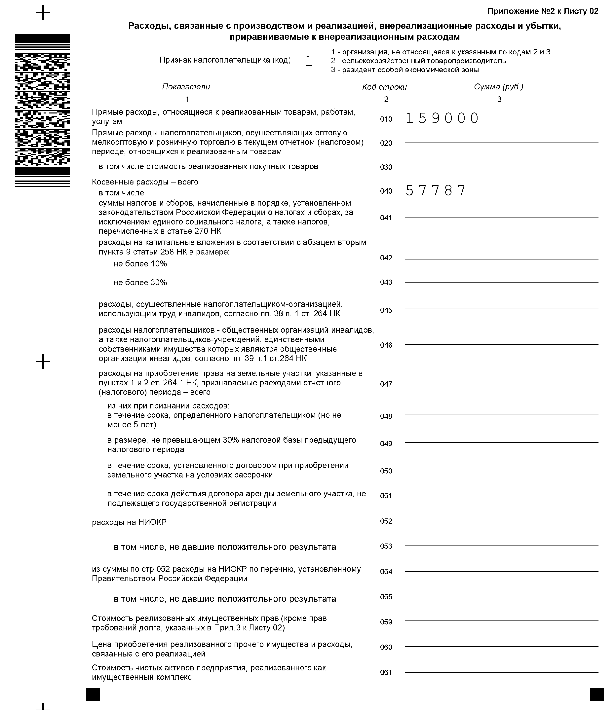 Приложение №2 к Листу 02
Расходы, связанные с производством и реализацией, внереализационные расходы и убытки,
приравниваемые к внереализационным расходам
Признак налогоплательщика (код) 1
1 - организация, не относящаяся к указанным по кодам 2 и 3
2 - сельскохозяйственный товаропроизводитель
3 - резидент особой экономической зоны
Показатели Код строки Сумма (руб.)
1 2 3
Прямые расходы, относящиеся к реализованным товарам, работам,
услугам 010 159000
Прямые расходы налогоплательщиков, осуществляющих оптовую,
мелкооптовую и розничную торговлю в текущем отчетном (налоговом)
периоде, относящихся к реализованным товарам 020
в том числе стоимость реализованных покупных товаров 030
Косвенные расходы – всего 040 57787
в том числе
суммы налогов и сборов, начисленные в порядке, установленном
законодательством Российской Федерации о налогах и сборах, за
исключением единого социального налога, а также налогов,
перечисленных в статье 270 НК 041
расходы на капитальные вложения в соответствии с абзацем вторым
пункта 9 статьи 258 НК в размере:
не более 10% 042
не более 30% 043
расходы, осуществленные налогоплательщиком-организацией,
использующим труд инвалидов, согласно пп. 38 п. 1 ст. 264 НК 045
расходы налогоплательщиков - общественных организаций инвалидов,
а также налогоплательщиков-учреждений, единственными
собственниками имущества которых являются общественные
организации инвалидов, согласно пп. 39 п.1 ст.264 НК 046
расходы на приобретение права на земельные участки, указанные в
пунктах 1 и 2 ст. 264.1 НК, признаваемые расходами отчетного
(налогового) периода – всего 047
из них при признании расходов:
в течение срока, определенного налогоплательщиком (но не
менее 5 лет) 048
в размере, не превышающем 30% налоговой базы предыдущего
налогового периода 049
в течение срока, установленного договором при приобретении
земельного участка на условиях рассрочки 050
в течение срока действия договора аренды земельного участка, не
подлежащего государственной регистрации 051
расходы на НИОКР 052
в том числе, не давшие положительного результата 053
из суммы по стр.052 расходы на НИОКР по перечню, установленному
Правительством Российской Федерации 054
в том числе, не давшие положительного результата 055
Стоимость реализованных имущественных прав (кроме прав
требований долга, указанных в Прил.3 к Листу 02) 059
Цена приобретения реализованного прочего имущества и расходы,
связанные с его реализацией 060
Стоимость чистых активов предприятия, реализованного как
имущественный комплекс 061